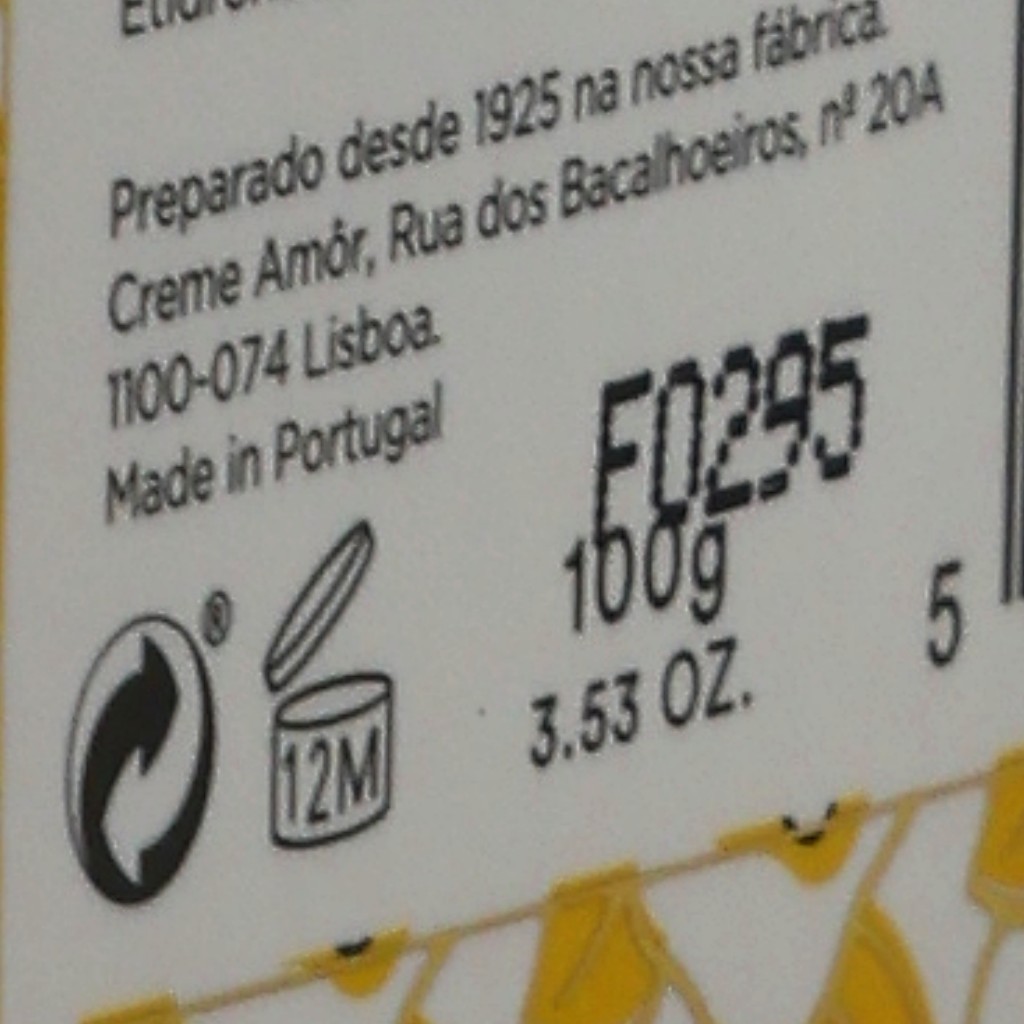 Preparado desde 1925 na nossa fábrica.
Creme Amôr, Rua dos Bacalhoeiros, nº 20A
1100-074 Lisboa.
Made in Portugal
F0295
100g
3.53 OZ.
5
®
12M